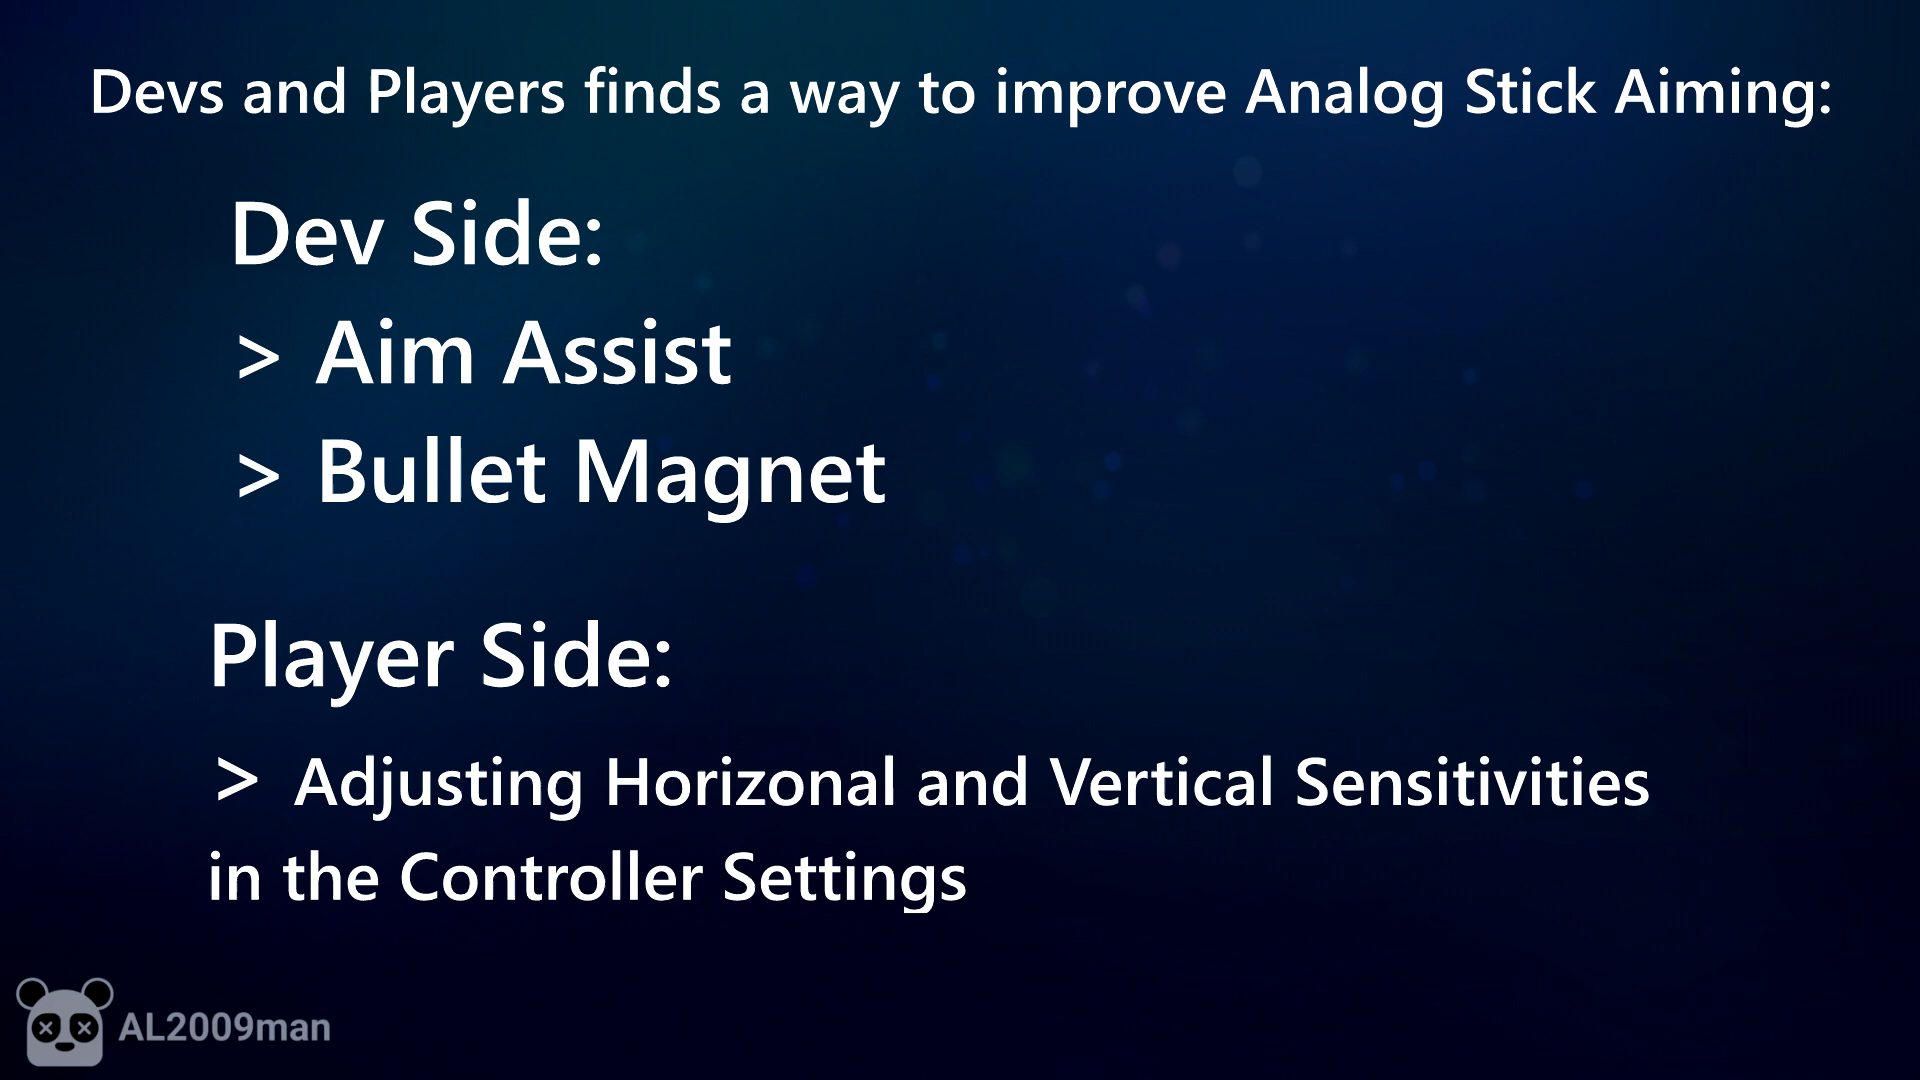 Devs and Players finds a way to improve Analog Stick Aiming:
Dev Side:
> Aim Assist
> Bullet Magnet
Player Side:
> Adjusting Horizonal and Vertical Sensitivities
in the Controller Settings
AL2009man